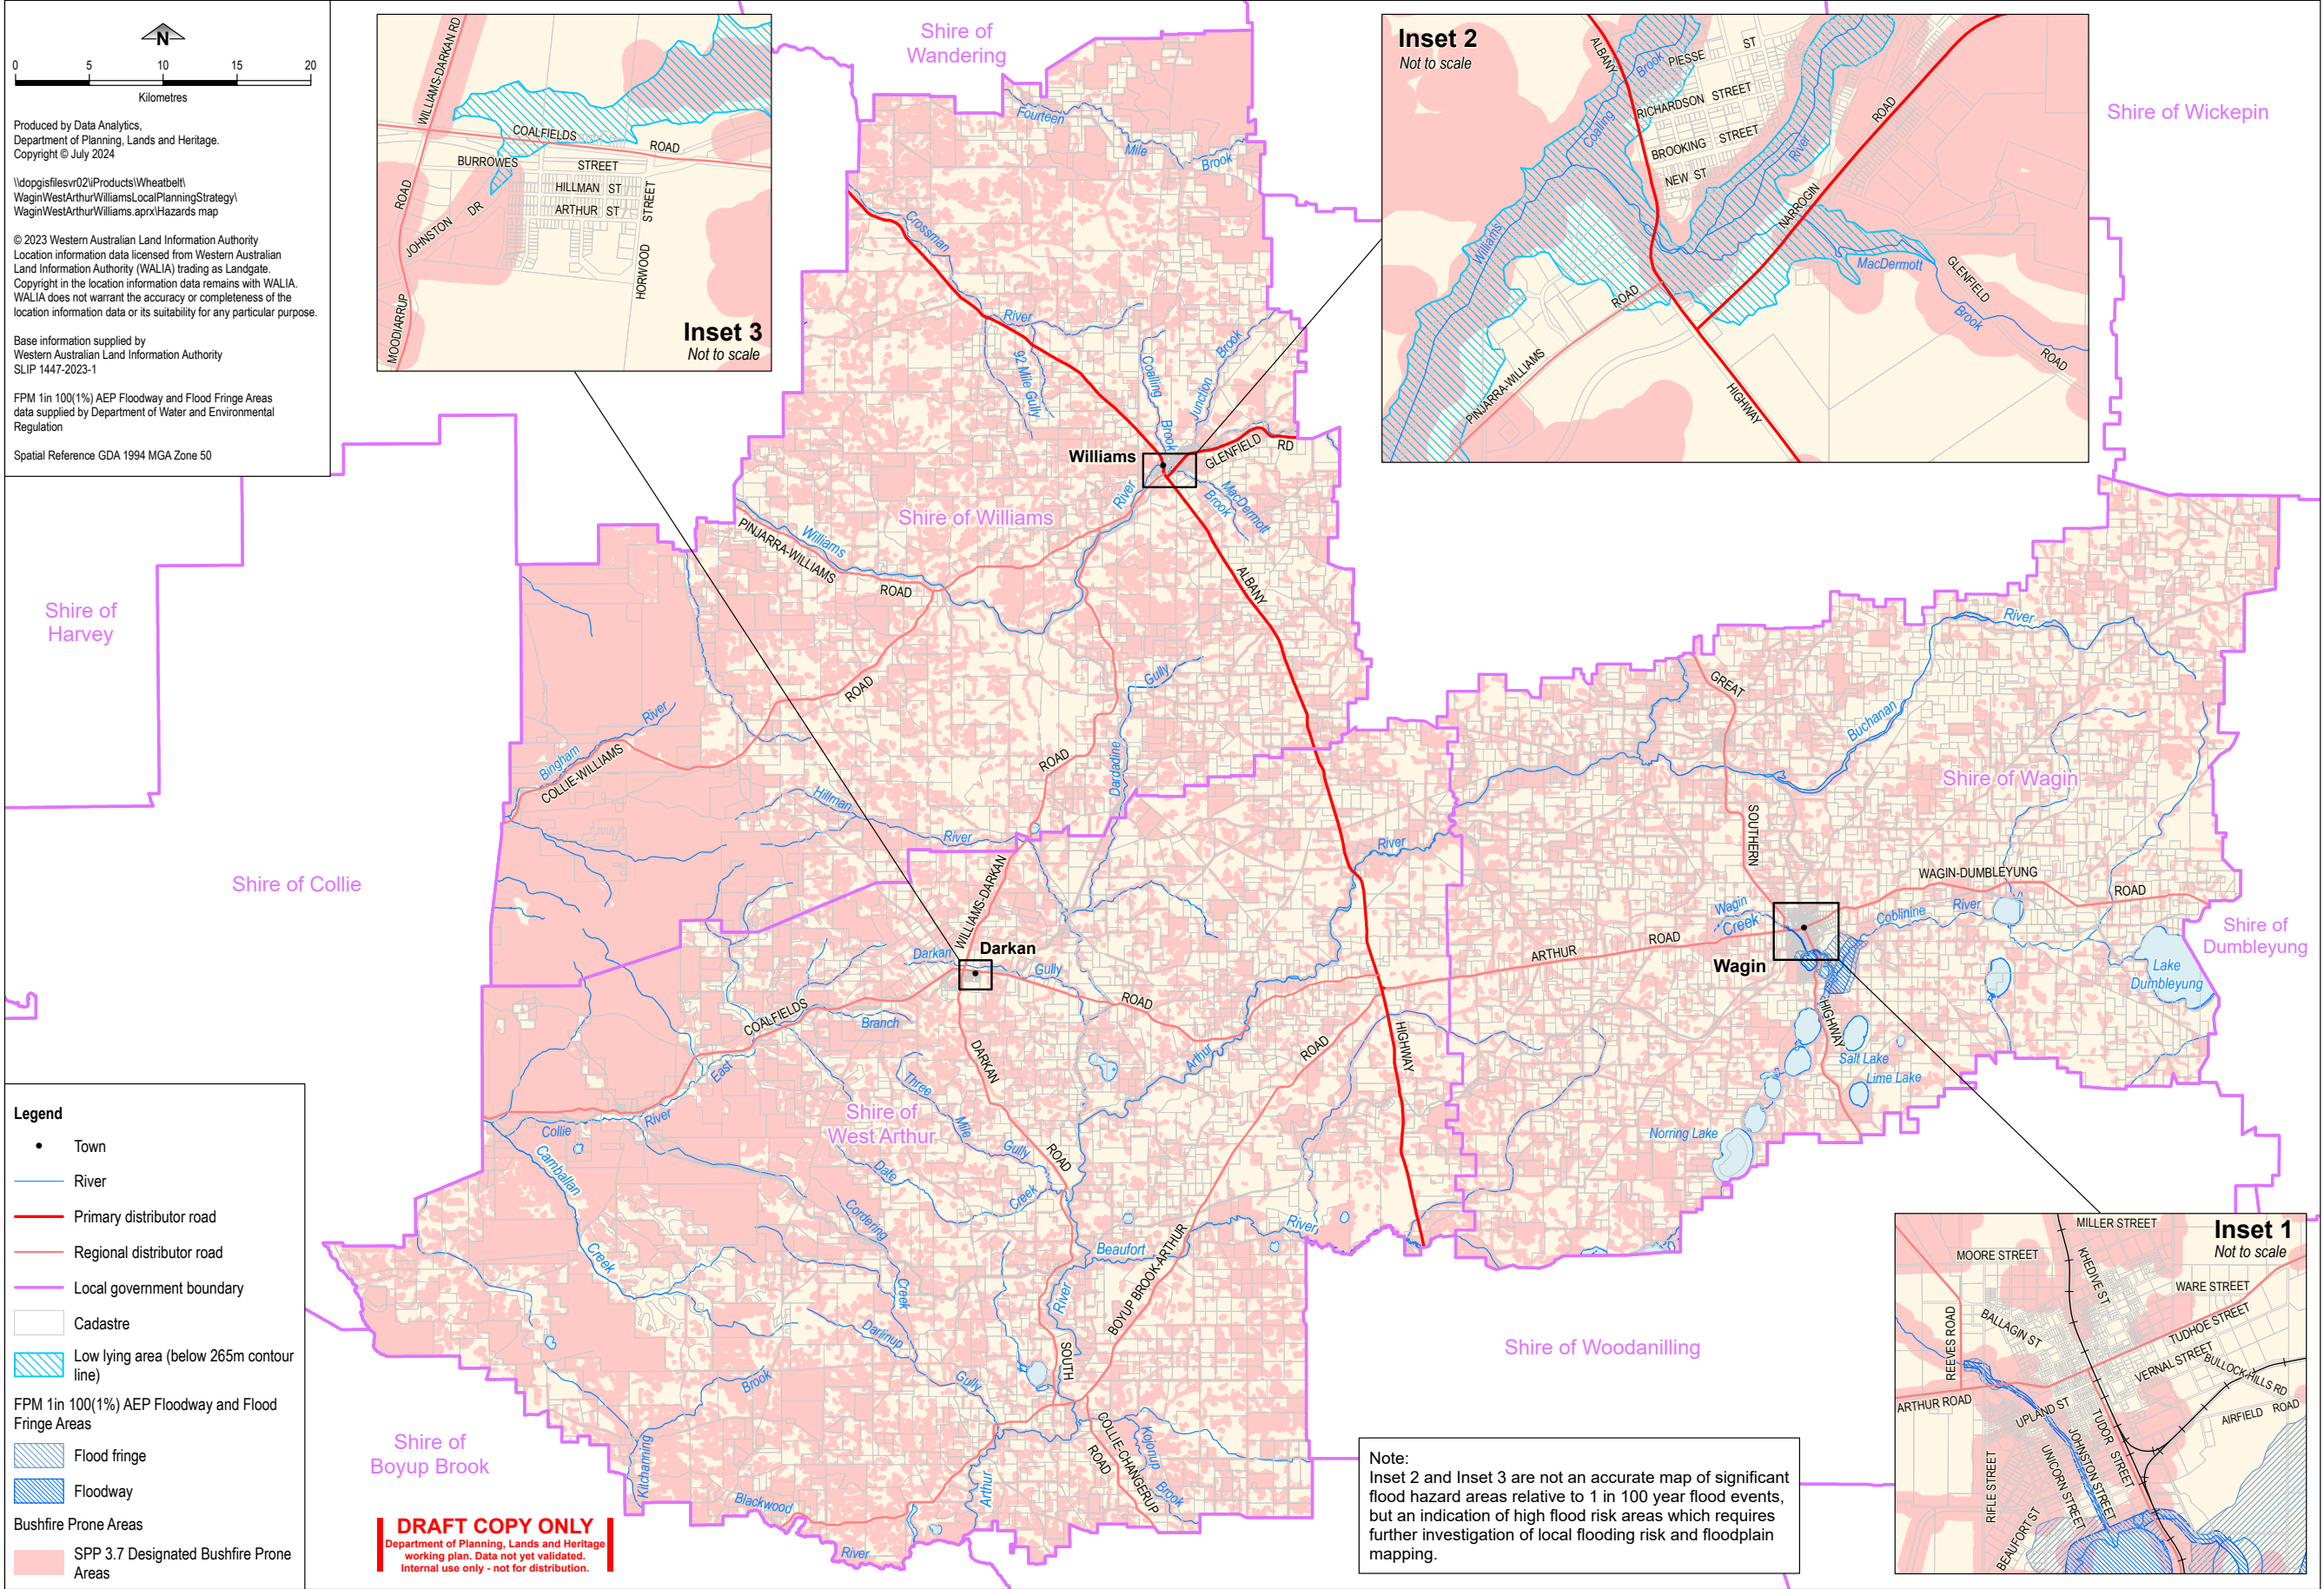 N
0 5 10 15 20
Kilometres
Produced by Data Analytics,
Department of Planning, Lands and Heritage.
Copyright © July 2024
\\dopgisfilesvr02\iProducts\Wheatbelt\
WaginWestArthurWilliamsLocalPlanningStrategy\
WaginWestArthurWilliams.aprx\Hazards map
© 2023 Western Australian Land Information Authority
Location information data licensed from Western Australian
Land Information Authority (WALIA) trading as Landgate.
Copyright in the location information data remains with WALIA.
WALIA does not warrant the accuracy or completeness of the
location information data or its suitability for any particular purpose.
Base information supplied by
Western Australian Land Information Authority
SLIP 1447-2023-1
FPM 1in 100(1%) AEP Floodway and Flood Fringe Areas
data supplied by Department of Water and Environmental
Regulation
Spatial Reference GDA 1994 MGA Zone 50
WILLIAMS-DARKAN RD
COALFIELDS
ROAD
BURROWES
STREET
HILLMAN ST
ARTHUR ST
STREET
HORWOOD
ROAD
JOHNSTON DR
MOODIARRUP
Inset 3
Not to scale
Inset 2
Not to scale
ALBANY
Brook
PIESSE ST
RICHARDSON STREET
Coalling
BROOKING STREET
NEW ST
River
ROAD
NARROGIN
Williams
MacDermott
GLENFIELD
Brook
ROAD
ROAD
PINJARRA-WILLIAMS
HIGHWAY
Shire of
Wandering
Shire of Wickepin
Fourteen
Mile
Brook
Crossman
River
92 Mile Gully
Coalling
Brook
Junction
Brook
Williams
GLENFIELD
RD
River
MacDermott
Brook
Shire of Williams
Williams
PINJARRA-WILLIAMS
ROAD
ALBANY
Shire of
Harvey
ROAD
Gully
River
Bingham
COLLIE-WILLIAMS
ROAD
Dardadine
Hillman
River
River
GREAT
Buchanan
River
Shire of Wagin
SOUTHERN
Shire of Collie
WILLIAMS-DARKAN
Darkan
Darkan
Gully
ROAD
WAGIN-DUMBLEYUNG
ROAD
Wagin
Creek
Coblinine
River
ARTHUR
ROAD
Wagin
Shire of
Dumbleyung
Lake
Dumbleyung
COALFIELDS
Branch
DARKAN
East
Three
Mile
Gully
Arthur
ROAD
HIGHWAY
HIGHWAY
Salt Lake
Lime Lake
Norring Lake
Shire of
West Arthur
River
Collie
Camballan
Creek
Date
Creek
ROAD
Cordering
Creek
Beaufort
River
River
BOYUP BROOK-ARTHUR
Darlinup
Gully
SOUTH
Brook
Kitchanning
Shire of Woodanilling
Shire of
Boyup Brook
COLLIE-CHANGERUP
ROAD
Kojonup
Brook
Arthur
Blackwood
River
Legend
Town
River
Primary distributor road
Regional distributor road
Local government boundary
Cadastre
Low lying area (below 265m contour
line)
FPM 1in 100(1%) AEP Floodway and Flood
Fringe Areas
Flood fringe
Floodway
Bushfire Prone Areas
SPP 3.7 Designated Bushfire Prone
Areas
DRAFT COPY ONLY
Department of Planning, Lands and Heritage
working plan. Data not yet validated.
Internal use only - not for distribution.
Note:
Inset 2 and Inset 3 are not an accurate map of significant
flood hazard areas relative to 1 in 100 year flood events,
but an indication of high flood risk areas which requires
further investigation of local flooding risk and floodplain
mapping.
Inset 1
Not to scale
MILLER STREET
MOORE STREET
KHEDIVE ST
WARE STREET
REEVES ROAD
BALLAGIN ST
TUDHOE STREET
VERNAL STREET
BULLOCK-HILLS RD
ARTHUR ROAD
UPLAND ST
AIRFIELD ROAD
TUDOR STREET
JOHNSTON STREET
UNICORN STREET
RIFLE STREET
BEAUFORT ST